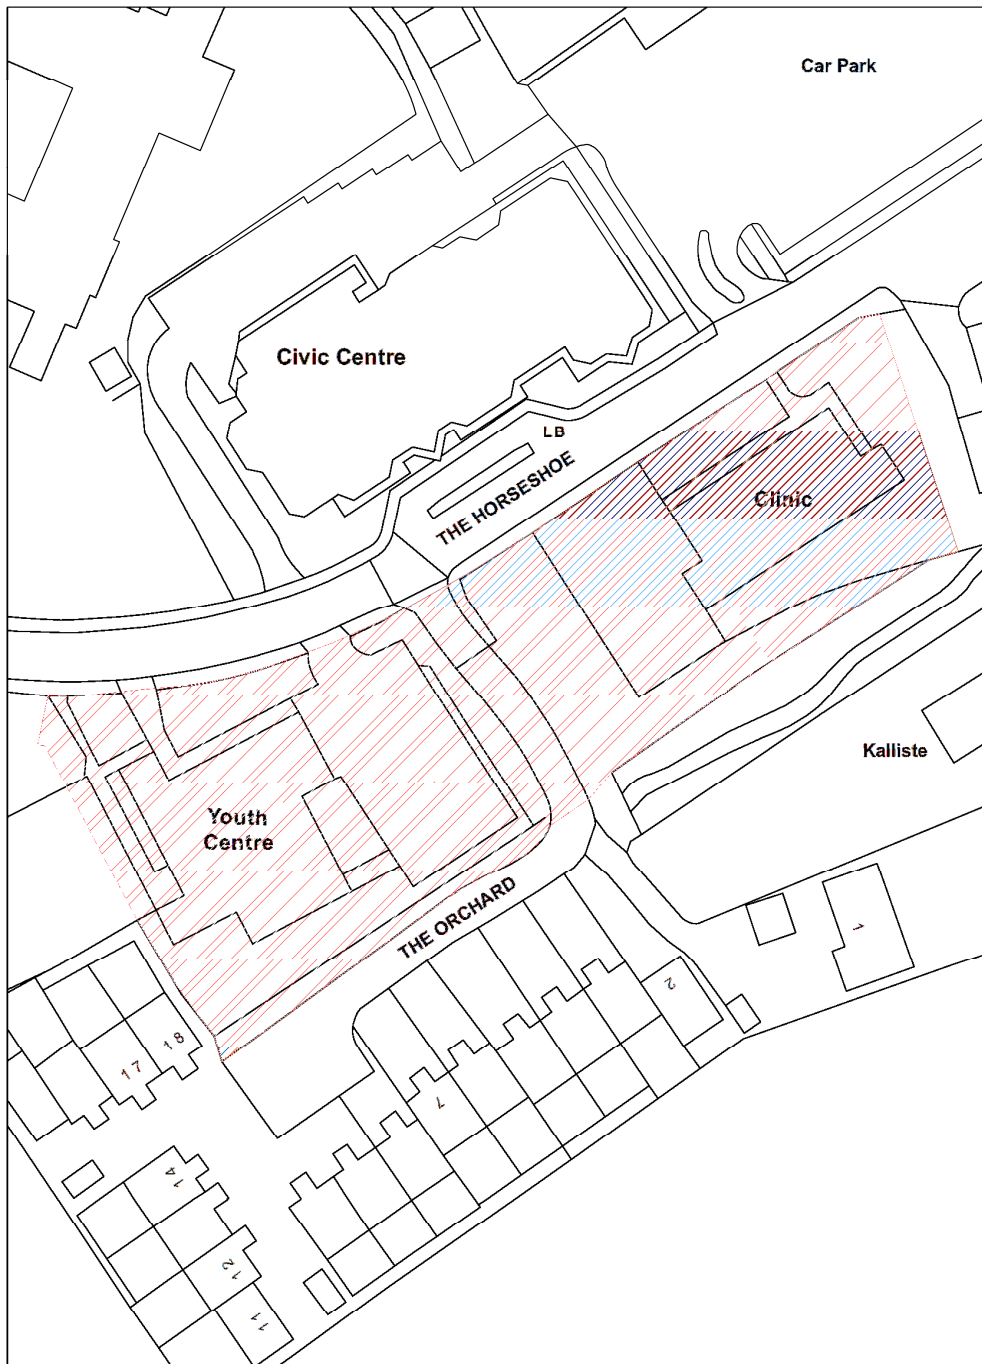 Car Park
Civic Centre
LB
THE HORSESHOE
Clinic
Kalliste
Youth
Centre
THE ORCHARD
1
2
18
17
7
14
12
11